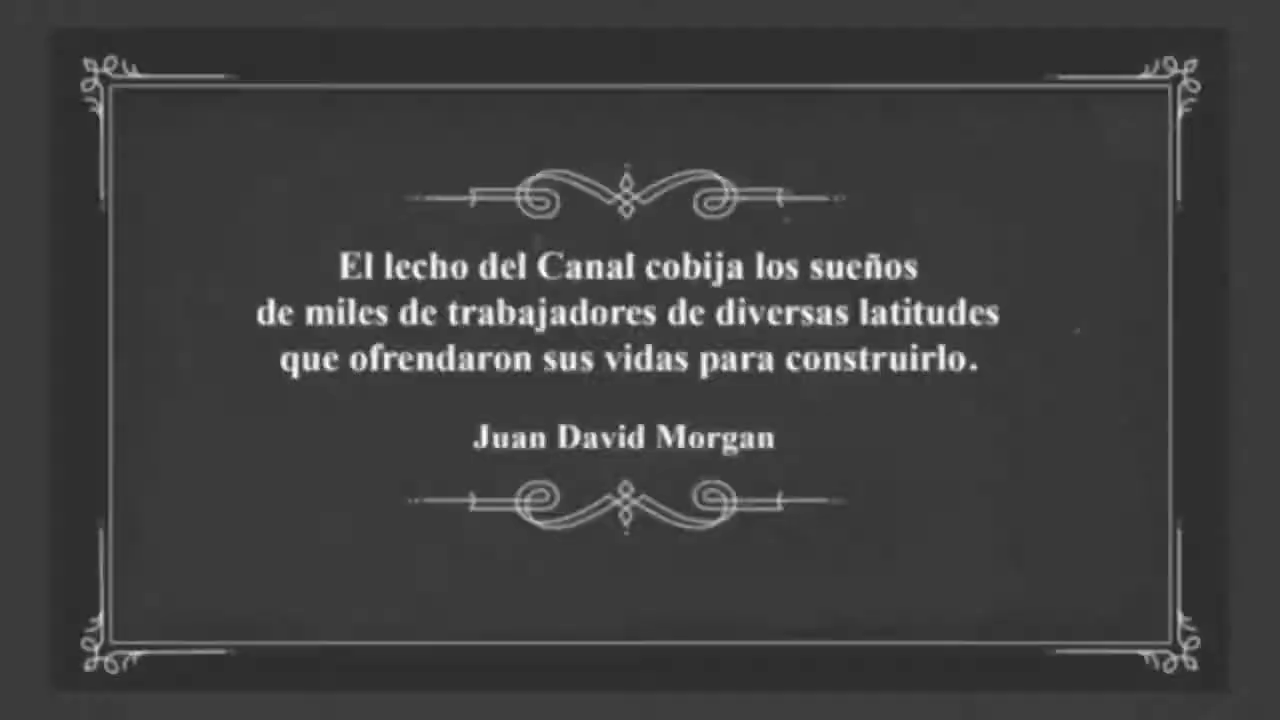 El lecho del Canal cobija los sueños
de miles de trabajadores de diversas latitudes
que ofrendaron sus vidas para construirlo.
Juan David Morgan